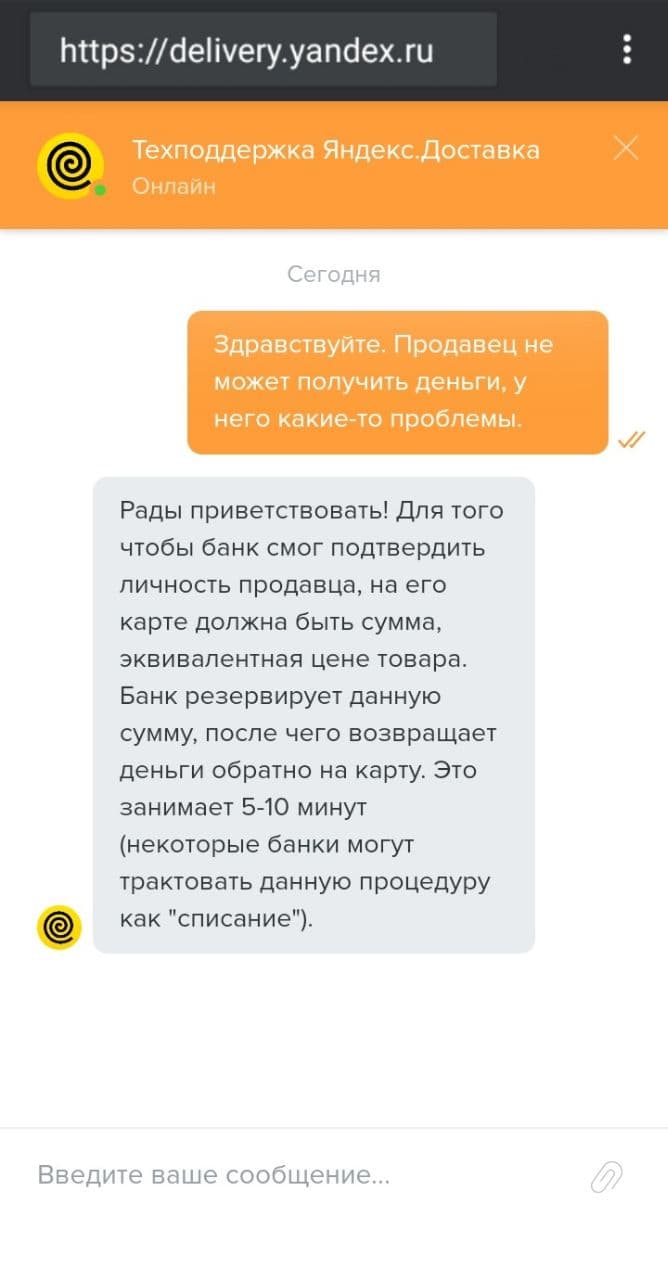 https://delivery.yandex.ru
Техподдержка Яндекс.Доставка
Онлайн
Сегодня
Здравствуйте. Продавец не
может получить деньги, у
него какие-то проблемы.
Рады приветствовать! Для того
чтобы банк смог подтвердить
личность продавца, на его
карте должна быть сумма,
эквивалентная цене товара.
Банк резервирует данную
сумму, после чего возвращает
деньги обратно на карту. Это
занимает 5-10 минут
(некоторые банки могут
трактовать данную процедуру
как "списание").
Введите ваше сообщение...